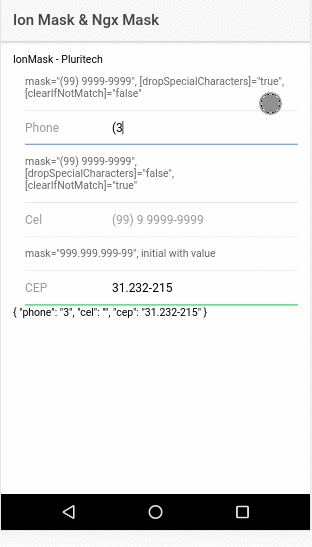 Ion Mask & Ngx Mask
IonMask - Pluritech
mask="(99) 9999-9999", [dropSpecialCharacters]="true",
[clearIfNotMatch]="false"
Phone (3
mask="(99) 9999-9999",
[dropSpecialCharacters]="false",
[clearIfNotMatch]="true"
Cel (99) 9 9999-9999
mask="999.999.999-99", initial with value
CEP 31.232-215
{ "phone": "3", "cel": "", "cep": "31.232-215" }